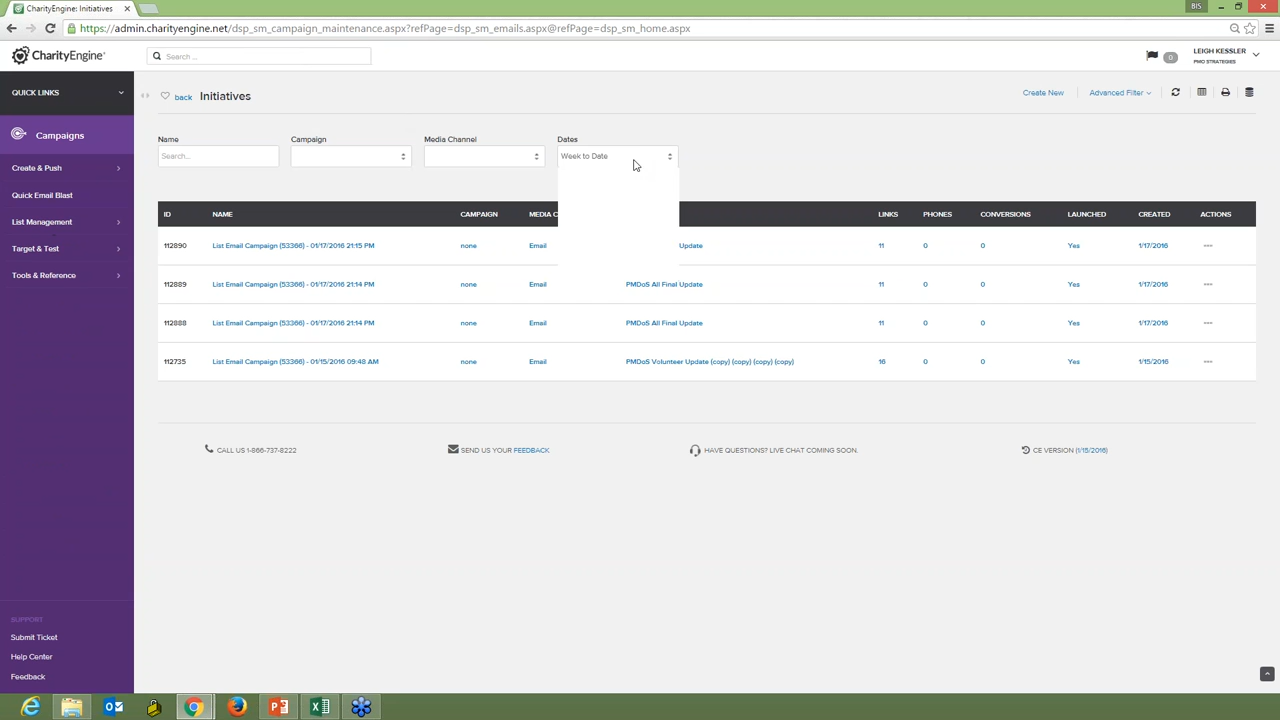 CharityEngine: Initiatives
BIS
https://admin.charityengine.net/dsp_sm_campaign_maintenance.aspx?refPage=dsp_sm_emails.aspx@refPage=dsp_sm_home.aspx
CharityEngine
Search ...
0
LEIGH KESSLER
PMO STRATEGIES
QUICK LINKS
back
Initiatives
Create New
Advanced Filter
Campaigns
Create & Push
Quick Email Blast
List Management
Target & Test
Tools & Reference
Name
Campaign
Media Channel
Dates
Search...
Week to Date
ID NAME CAMPAIGN MEDIA C LINKS PHONES CONVERSIONS LAUNCHED CREATED ACTIONS
112890 List Email Campaign (53366) - 01/17/2016 21:15 PM none Email Update 11 0 0 Yes 1/17/2016
112889 List Email Campaign (53366) - 01/17/2016 21:14 PM none Email PMDoS All Final Update 11 0 0 Yes 1/17/2016
112888 List Email Campaign (53366) - 01/17/2016 21:14 PM none Email PMDoS All Final Update 11 0 0 Yes 1/17/2016
112735 List Email Campaign (53366) - 01/15/2016 09:48 AM none Email PMDoS Volunteer Update (copy) (copy) (copy) (copy) 16 0 0 Yes 1/15/2016
CALL US 1-866-737-8222
SEND US YOUR FEEDBACK
HAVE QUESTIONS? LIVE CHAT COMING SOON.
CE VERSION (1/15/2016)
SUPPORT
Submit Ticket
Help Center
Feedback